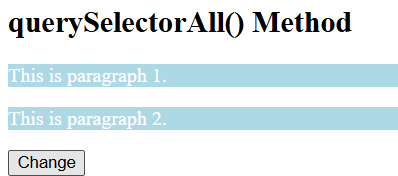 querySelectorAll() Method
This is paragraph 1.
This is paragraph 2.
Change